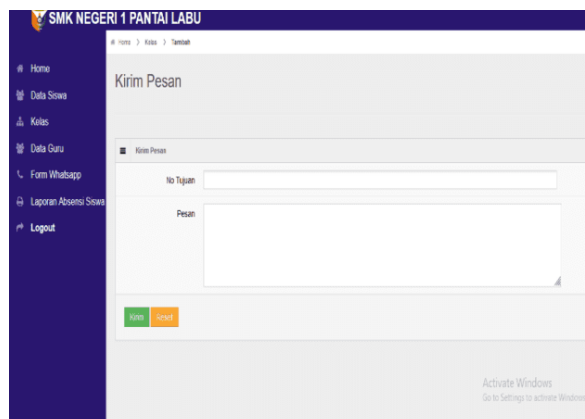 SMK NEGERI 1 PANTAI LABU
Home > Kelas > Tambah
Home
Data Siswa
Kelas
Data Guru
Form Whatsapp
Laporan Absensi Siswa
Logout
Kirim Pesan
Kirim Pesan
No Tujuan
Pesan
Kirim
Reset
Activate Windows
Go to Settings to activate Windows